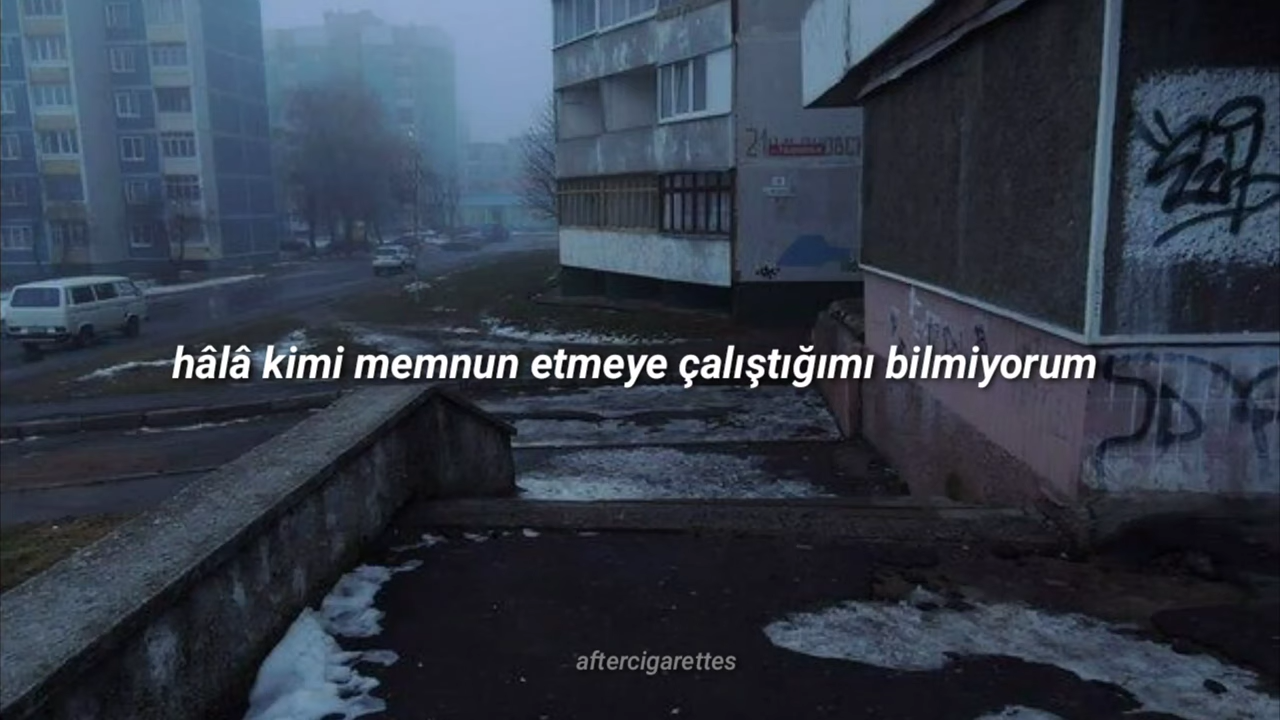 hâlâ kimi memnun etmeye çalıştığımı bilmiyorum
aftercigarettes